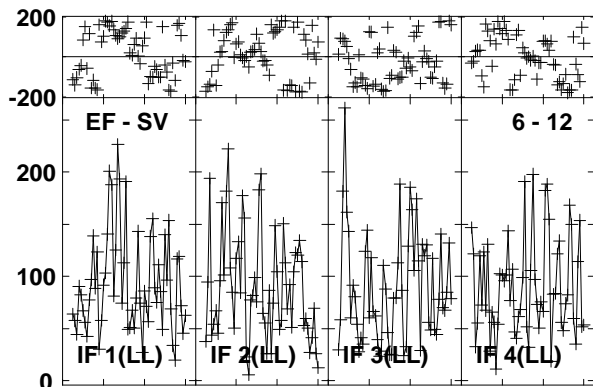 200
-200
EF - SV
6 - 12
200
100
0
IF 1(LL)
IF 2(LL)
IF 3(LL)
IF 4(LL)